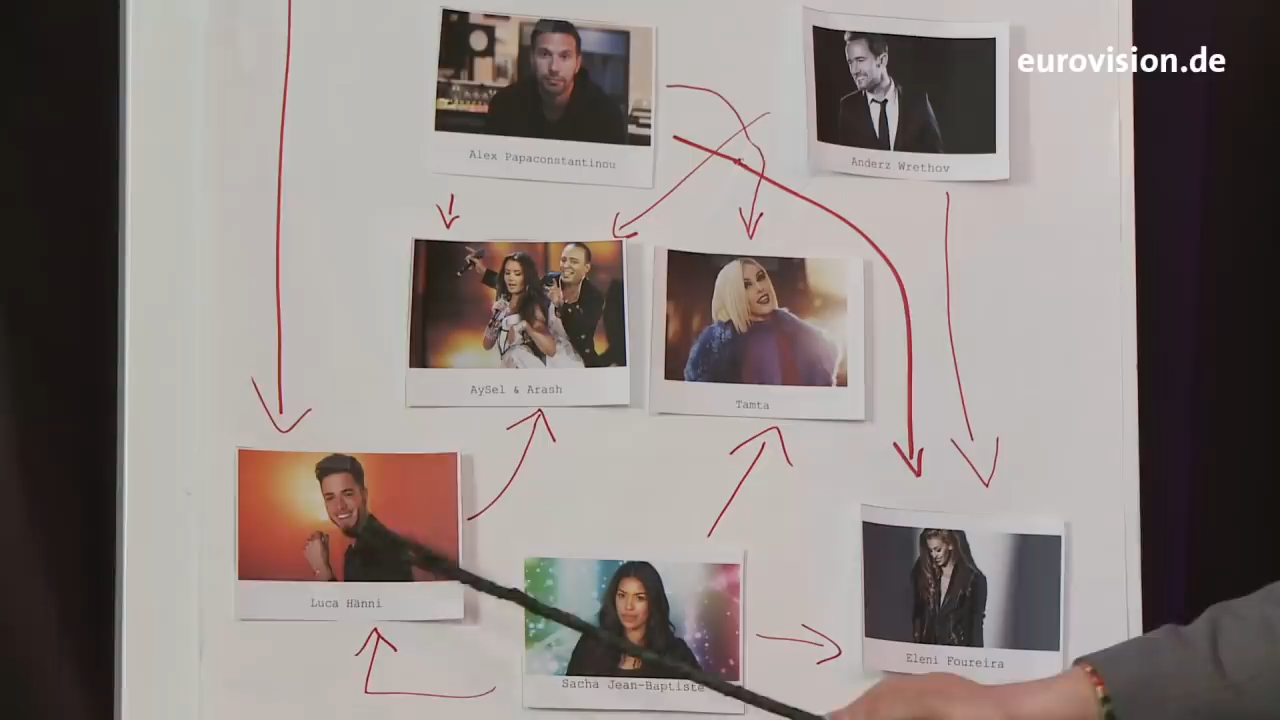 eurovision.de
Alex Papaconstantinou
Anderz Wrethov
AySel & Arash
Tamta
Luca Hänni
Sacha Jean-Baptiste
Eleni Foureira